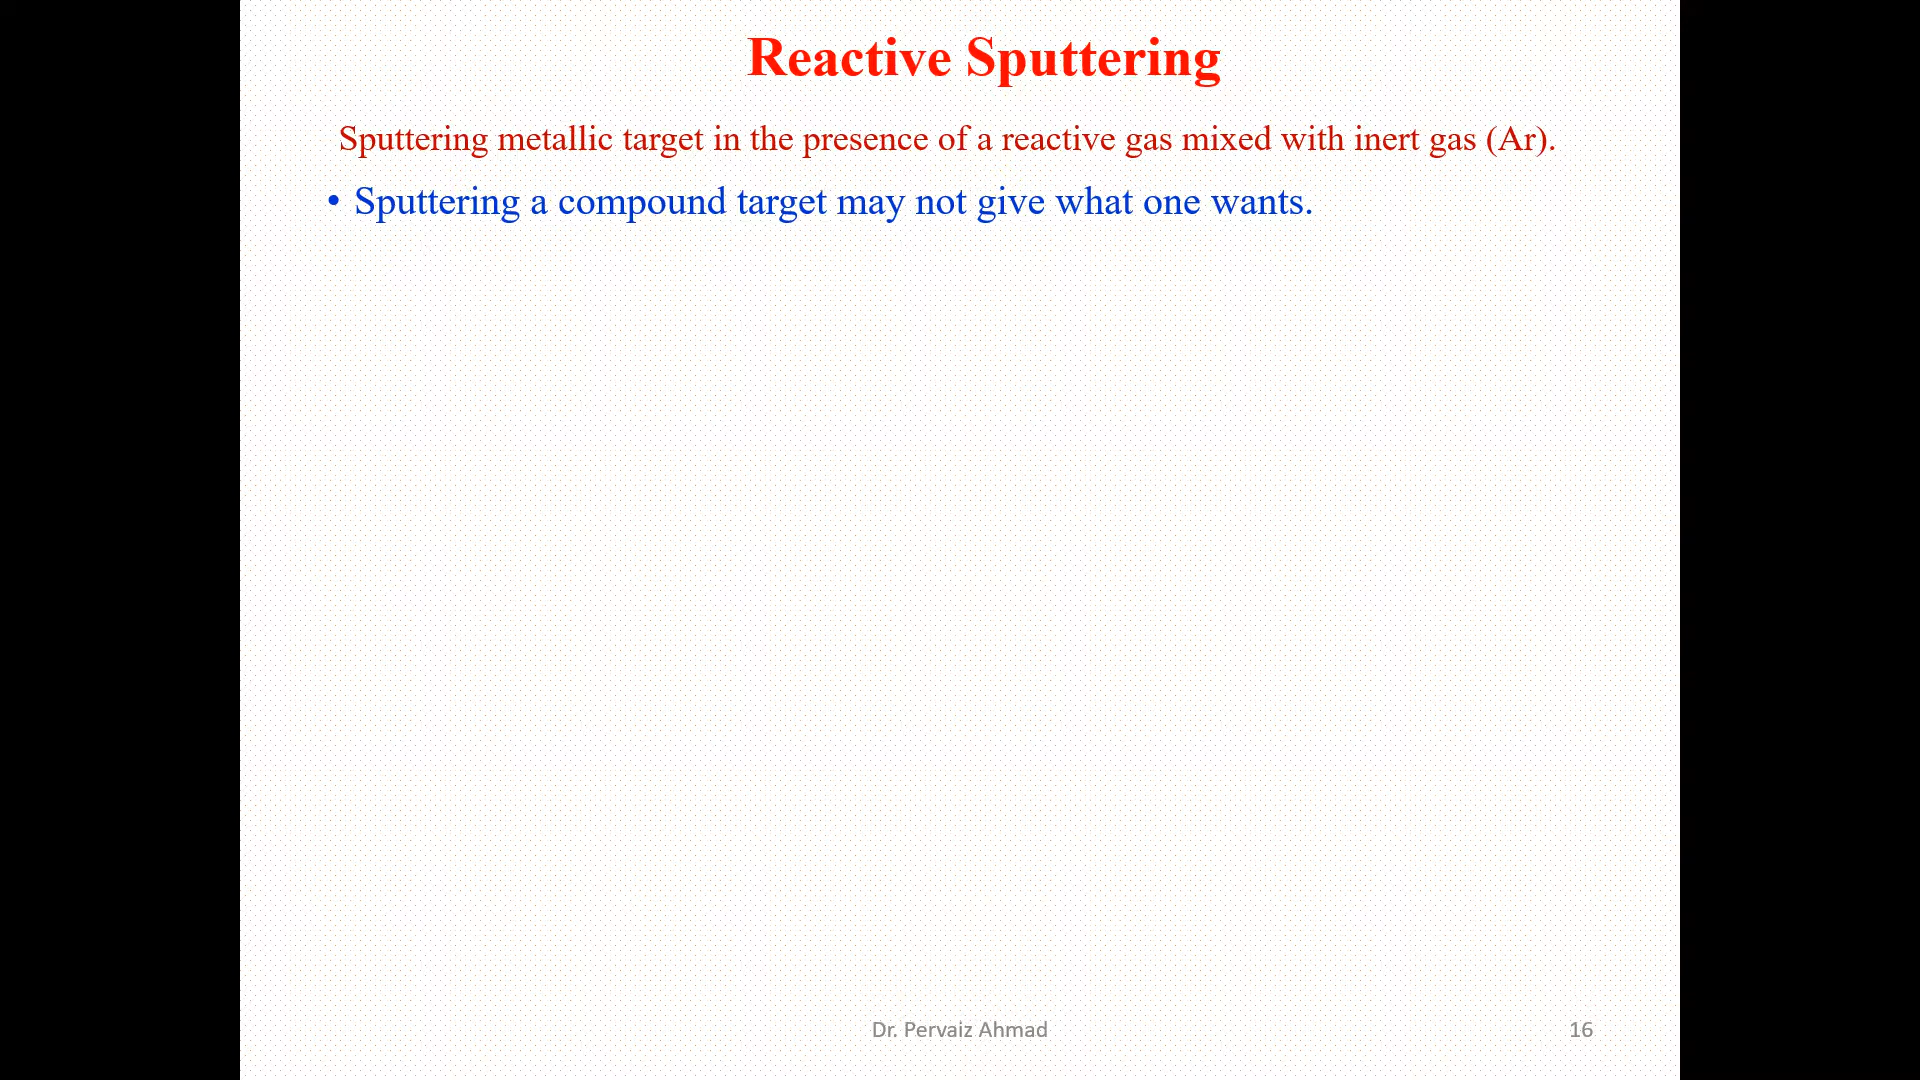 Reactive Sputtering
Sputtering metallic target in the presence of a reactive gas mixed with inert gas (Ar).
• Sputtering a compound target may not give what one wants.
Dr. Pervaiz Ahmad
16